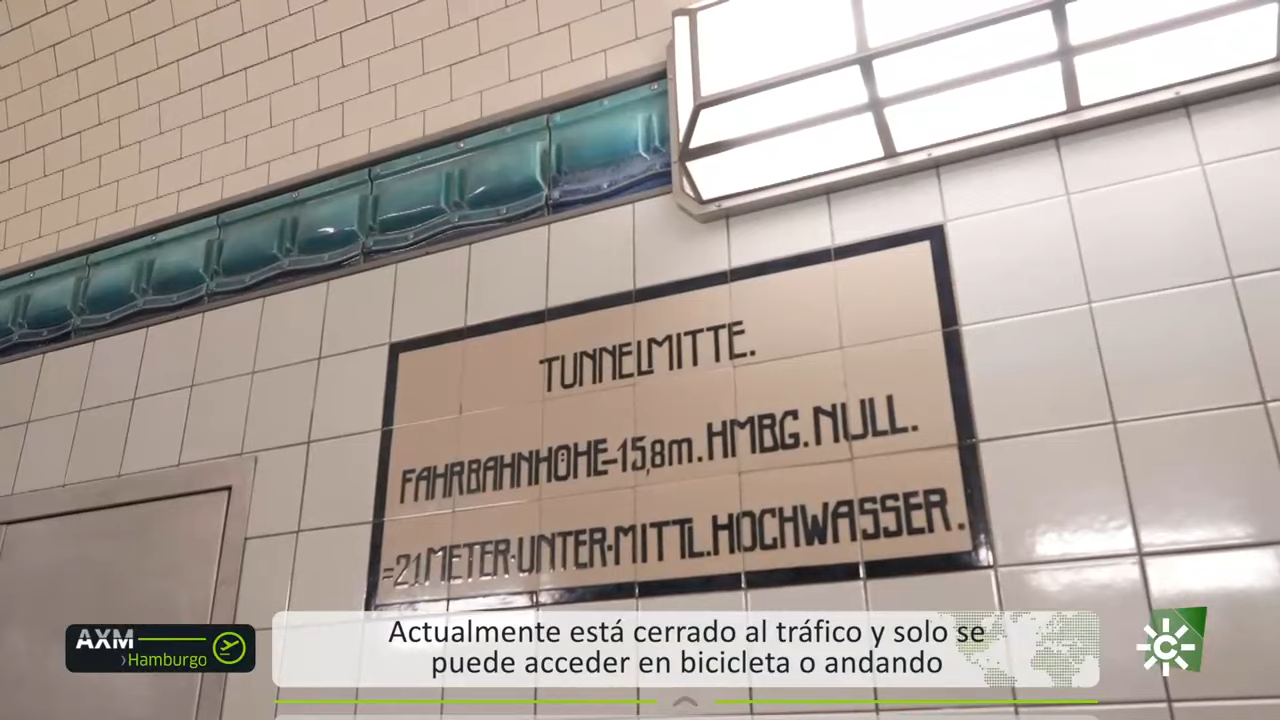 TUNNELMITTE.
FAHRBAHNHÖHE-15,8m. HMBG. NULL.
=21 METER·UNTER·MITTL. HOCHWASSER.
Actualmente está cerrado al tráfico y solo se
puede acceder en bicicleta o andando
AXM
Hamburgo